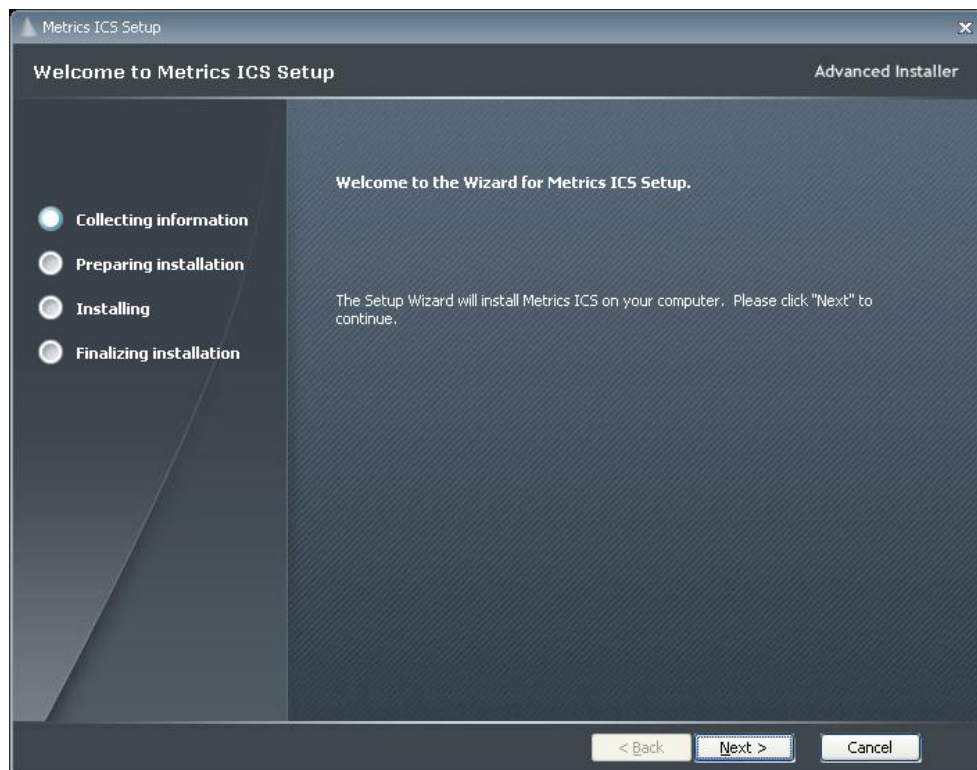 Metrics ICS Setup
Welcome to Metrics ICS Setup
Advanced Installer
Collecting information
Preparing installation
Installing
Finalizing installation
Welcome to the Wizard for Metrics ICS Setup.
The Setup Wizard will install Metrics ICS on your computer.  Please click "Next" to
continue.
< Back
Next >
Cancel